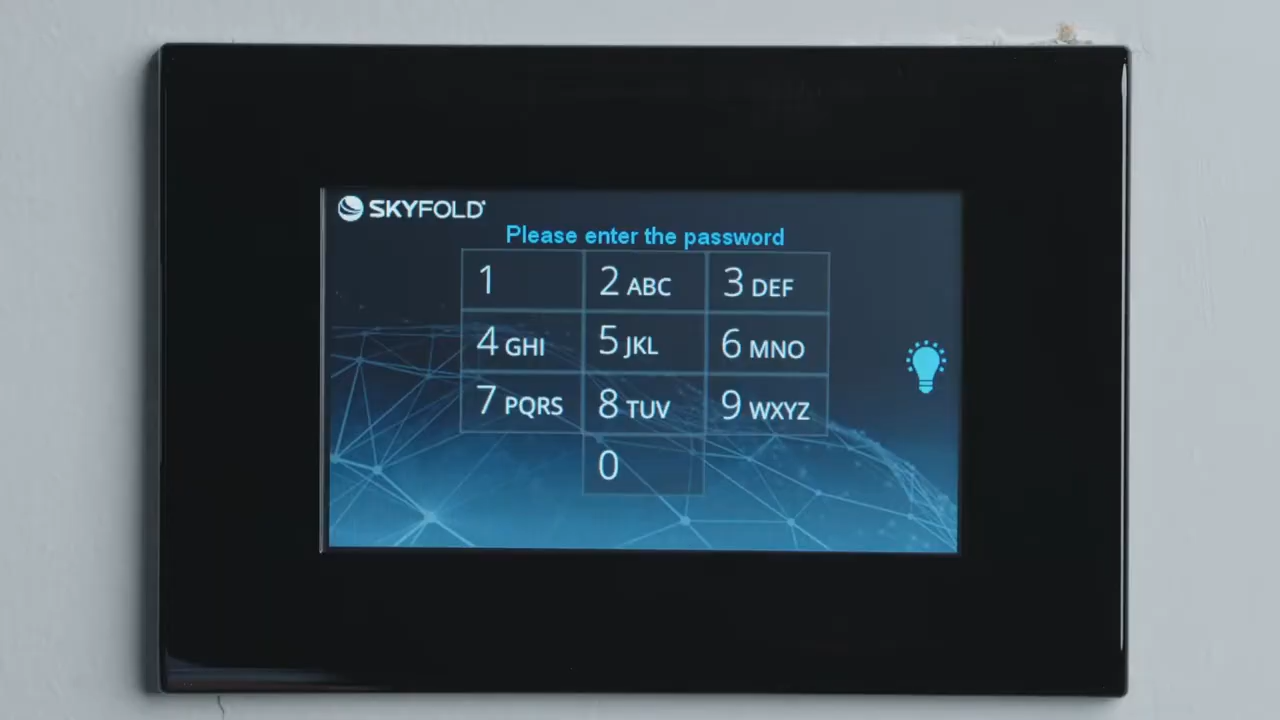 SKYFOLD
Please enter the password
1 2 ABC 3 DEF
4 GHI 5 JKL 6 MNO
7 PQRS 8 TUV 9 WXYZ
0